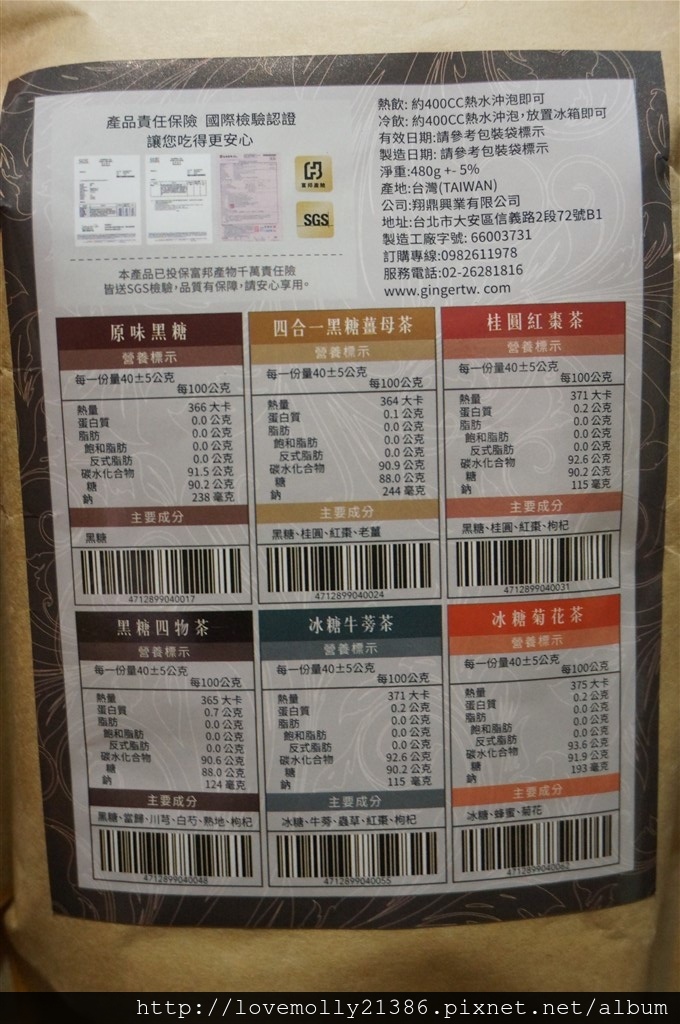 產品責任保險 國際檢驗認證
讓您吃得更安心
富邦產險
SGS
本產品已投保富邦產物千萬責任險
皆送SGS檢驗,品質有保障,請安心享用。
熱飲: 約400CC熱水沖泡即可
冷飲: 約400CC熱水沖泡,放置冰箱即可
有效日期:請參考包裝袋標示
製造日期: 請參考包裝袋標示
淨重:480g +- 5%
產地:台灣(TAIWAN)
公司:翔鼎興業有限公司
地址:台北市大安區信義路2段72號B1
製造工廠字號: 66003731
訂購專線:0982611978
服務電話:02-26281816
www.gingertw. com
原味黑糖
營養標示
每一份量40±5公克
每100公克
熱量 366 大卡
蛋白質 0.0 公克
脂肪 0.0 公克
飽和脂肪 0.0 公克
反式脂肪 0.0 公克
碳水化合物 91.5 公克
糖 90.2 公克
鈉 238 毫克
主要成分
黑糖
4712899040017
四合一黑糖薑母茶
營養標示
每一份量40±5公克
每100公克
熱量 364 大卡
蛋白質 0.1 公克
脂肪 0.0 公克
飽和脂肪 0.0 公克
反式脂肪 0.0 公克
碳水化合物 90.9 公克
糖 88.0 公克
鈉 244 毫克
主要成分
黑糖、桂圓、紅棗、老薑
4712899040024
桂圓紅棗茶
營養標示
每一份量40±5公克
每100公克
熱量 371 大卡
蛋白質 0.2 公克
脂肪 0.0 公克
飽和脂肪 0.0 公克
反式脂肪 0.0 公克
碳水化合物 92.6 公克
糖 90.2 公克
鈉 115 毫克
主要成分
黑糖、桂圓、紅棗、枸杞
4712899040031
黑糖四物茶
營養標示
每一份量40±5公克
每100公克
熱量 365 大卡
蛋白質 0.7 公克
脂肪 0.0 公克
飽和脂肪 0.0 公克
反式脂肪 0.0 公克
碳水化合物 90.6 公克
糖 88.0 公克
鈉 124 毫克
主要成分
黑糖、當歸、川芎、白芍、熟地、枸杞
4712899040048
冰糖牛蒡茶
營養標示
每一份量40±5公克
每100公克
熱量 371 大卡
蛋白質 0.2 公克
脂肪 0.0 公克
飽和脂肪 0.0 公克
反式脂肪 0.0 公克
碳水化合物 92.6 公克
糖 90.2 公克
鈉 115 毫克
主要成分
冰糖、牛蒡、蟲草、紅棗、枸杞
4712899040055
冰糖菊花茶
營養標示
每一份量40±5公克
每100公克
熱量 375 大卡
蛋白質 0.2 公克
脂肪 0.0 公克
飽和脂肪 0.0 公克
反式脂肪 0.0 公克
碳水化合物 93.6 公克
糖 91.9 公克
鈉 193 毫克
主要成分
冰糖、蜂蜜、菊花
4712899040062
http://lovemolly21386.pixnet.net/album